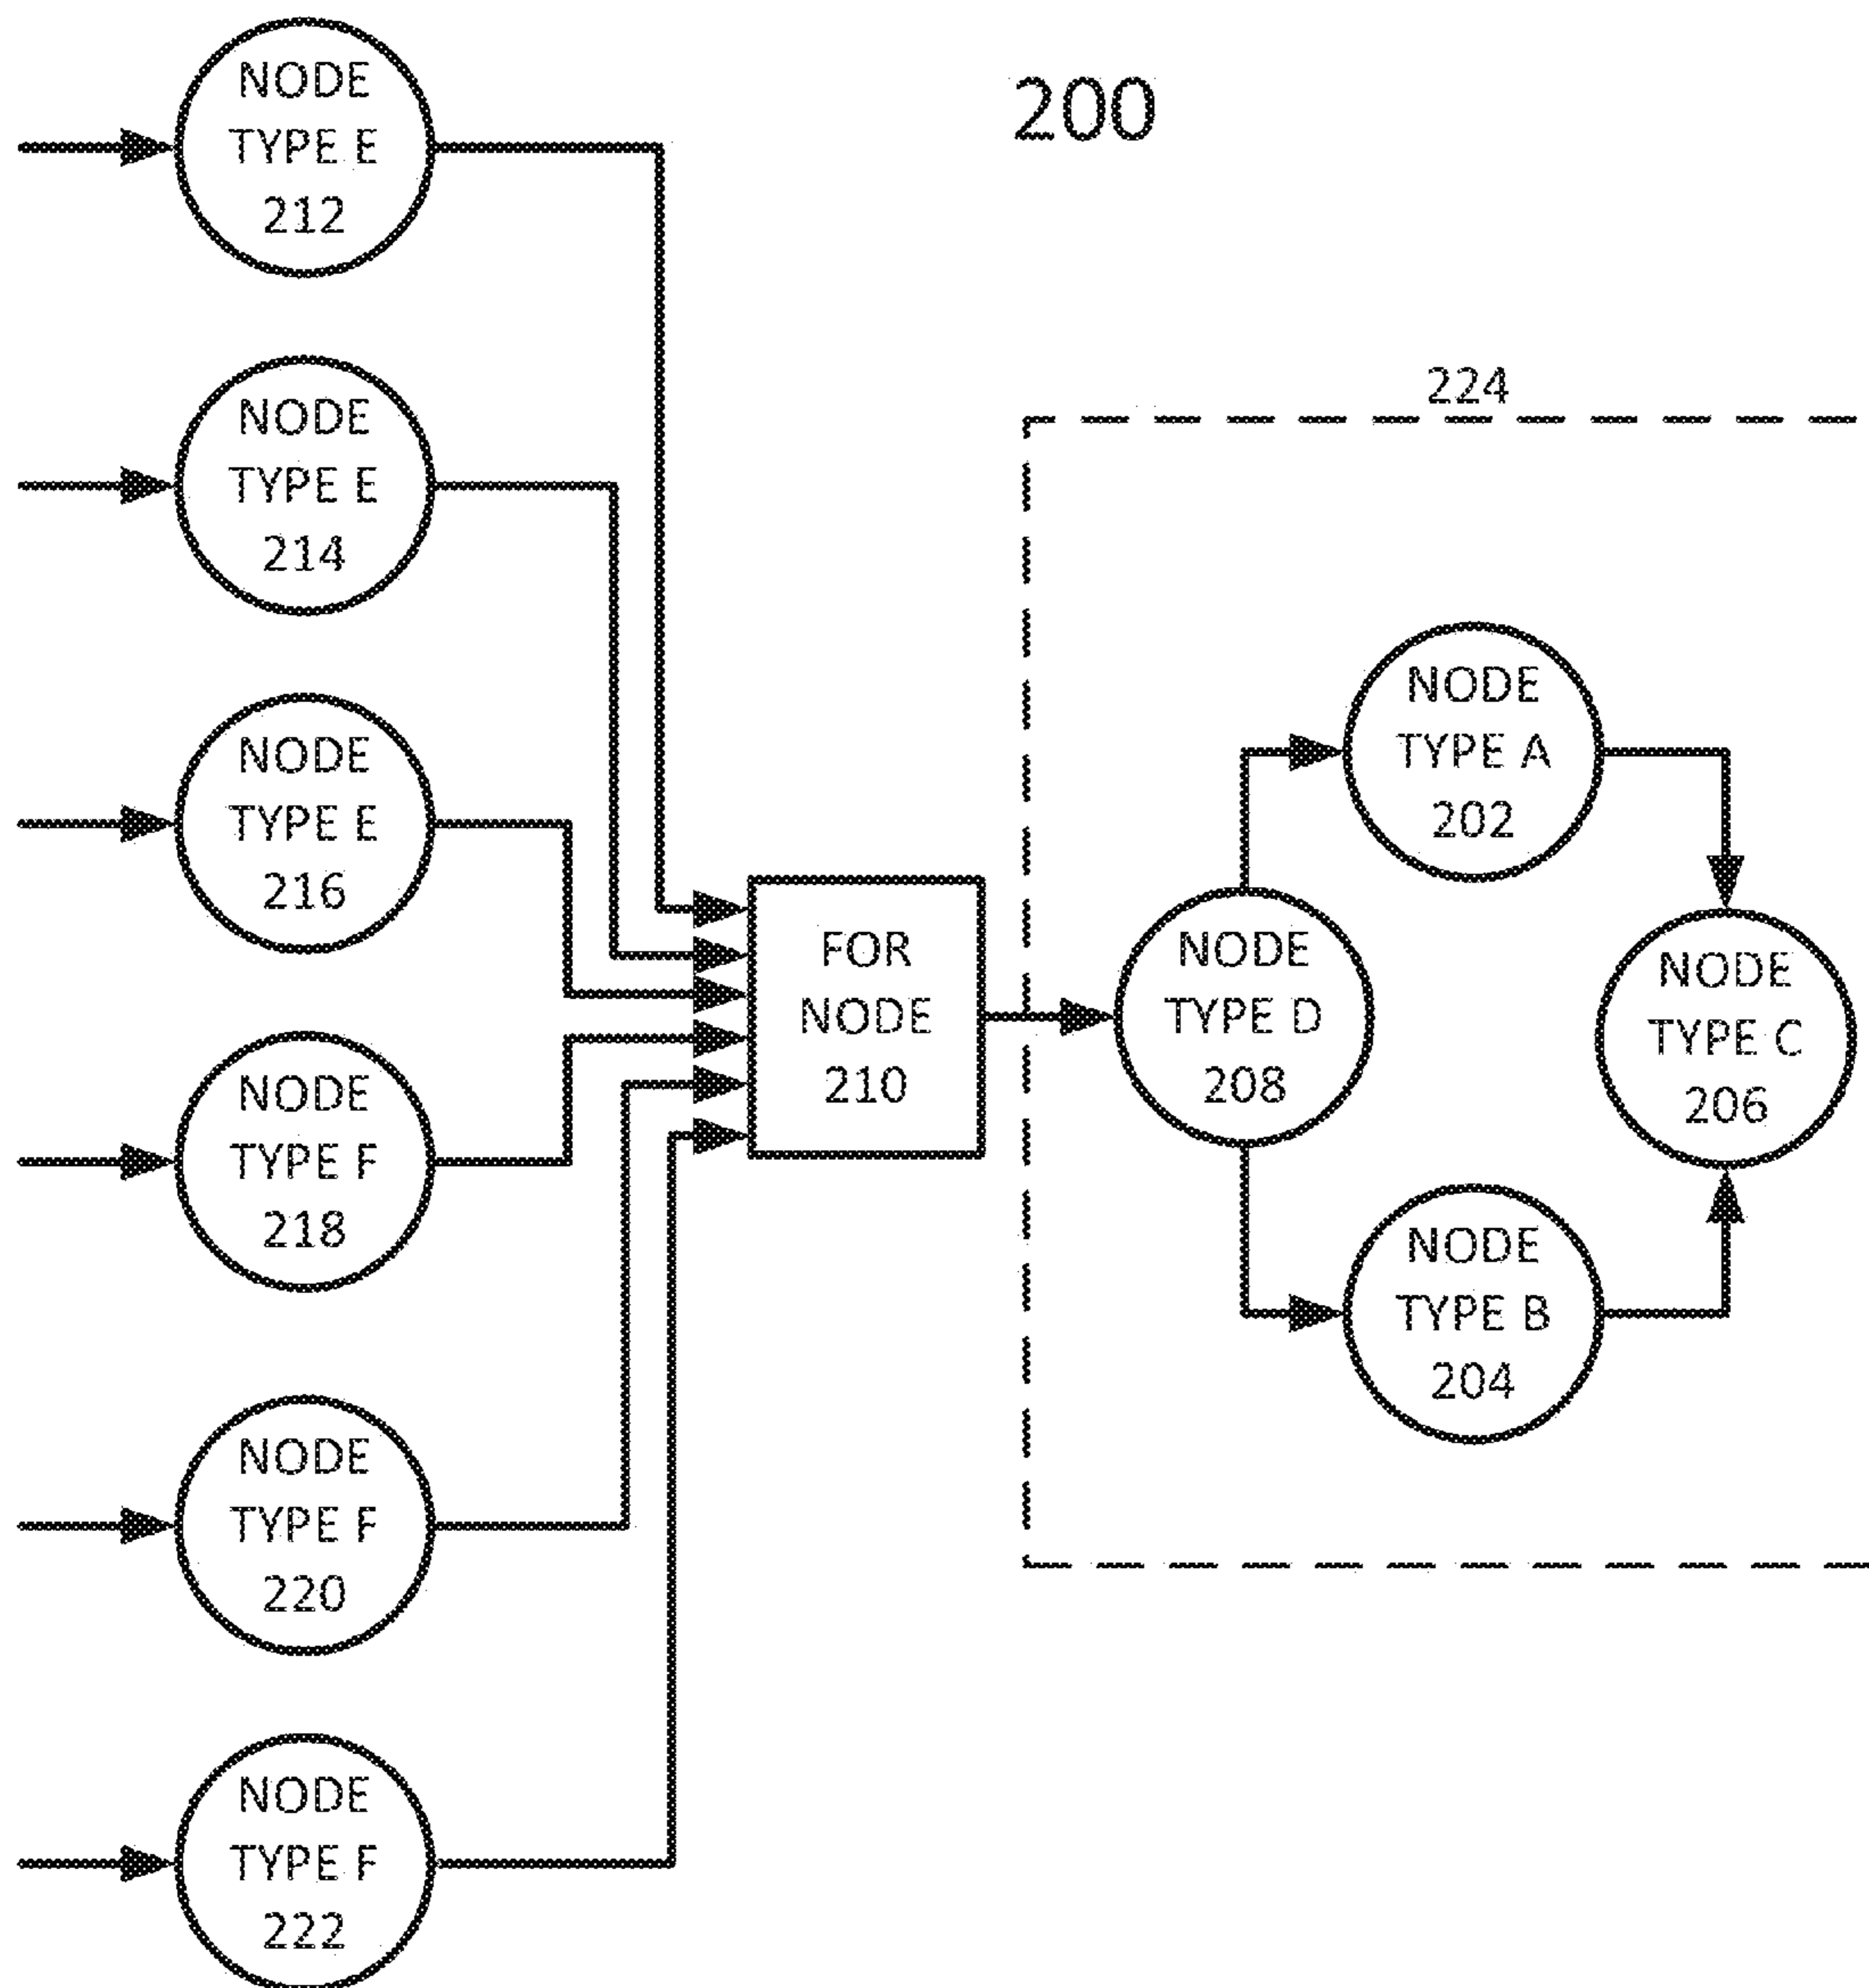 200
NODE
TYPE E
212
NODE
TYPE E
214
NODE
TYPE E
216
NODE
TYPE F
218
NODE
TYPE F
220
NODE
TYPE F
222
FOR
NODE
210
224
NODE
TYPE D
208
NODE
TYPE A
202
NODE
TYPE B
204
NODE
TYPE C
206